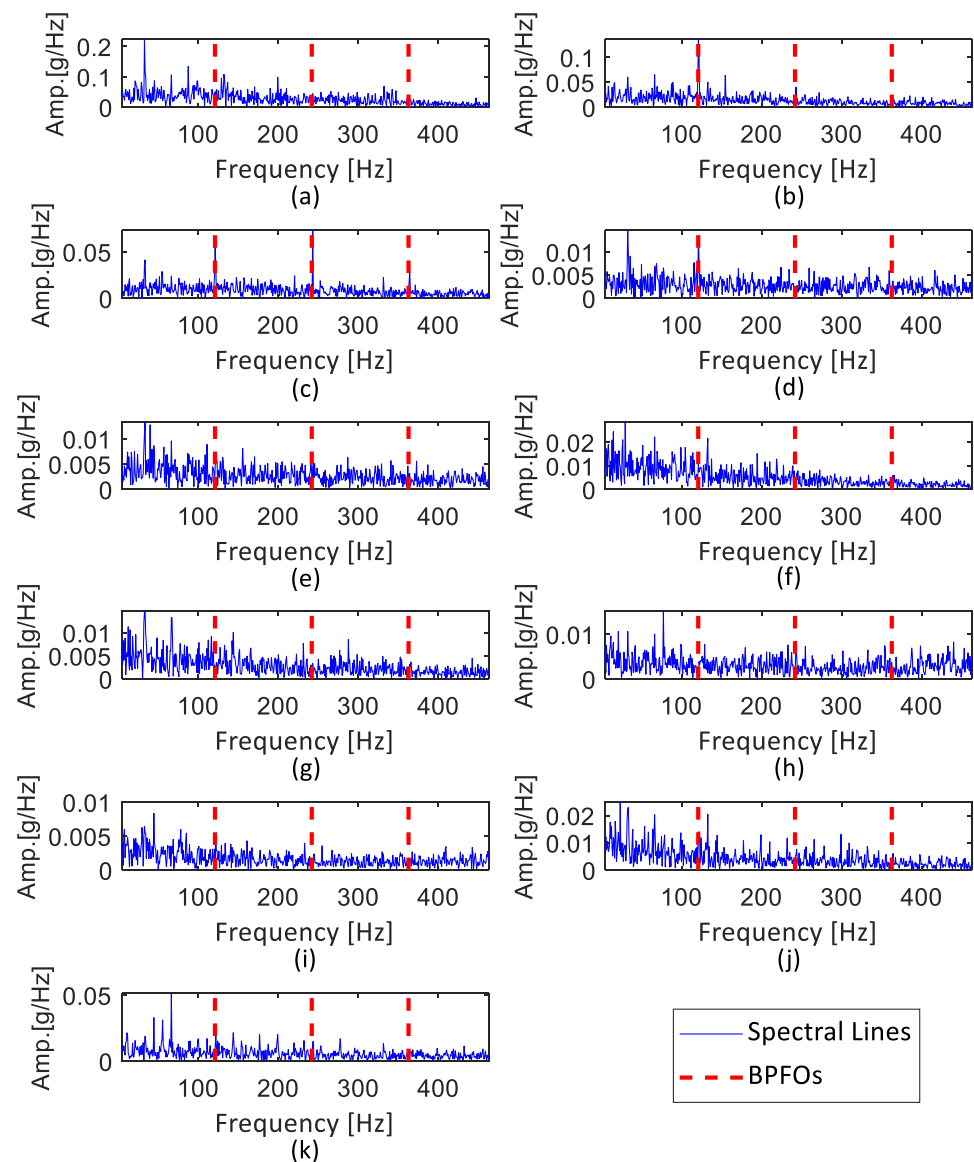 Amp.[g/Hz]
0.2
0.1
0
100 200 300 400
Frequency [Hz]
(a)
Amp.[g/Hz]
0.1
0.05
0
100 200 300 400
Frequency [Hz]
(b)
Amp.[g/Hz]
0.05
0
100 200 300 400
Frequency [Hz]
(c)
Amp.[g/Hz]
0.01
0.005
0
100 200 300 400
Frequency [Hz]
(d)
Amp.[g/Hz]
0.01
0.005
0
100 200 300 400
Frequency [Hz]
(e)
Amp.[g/Hz]
0.02
0.01
0
100 200 300 400
Frequency [Hz]
(f)
Amp.[g/Hz]
0.01
0.005
0
100 200 300 400
Frequency [Hz]
(g)
Amp.[g/Hz]
0.01
0
100 200 300 400
Frequency [Hz]
(h)
Amp.[g/Hz]
0.01
0.005
0
100 200 300 400
Frequency [Hz]
(i)
Amp.[g/Hz]
0.02
0.01
0
100 200 300 400
Frequency [Hz]
(j)
Amp.[g/Hz]
0.05
0
100 200 300 400
Frequency [Hz]
(k)
Spectral Lines
BPFOs